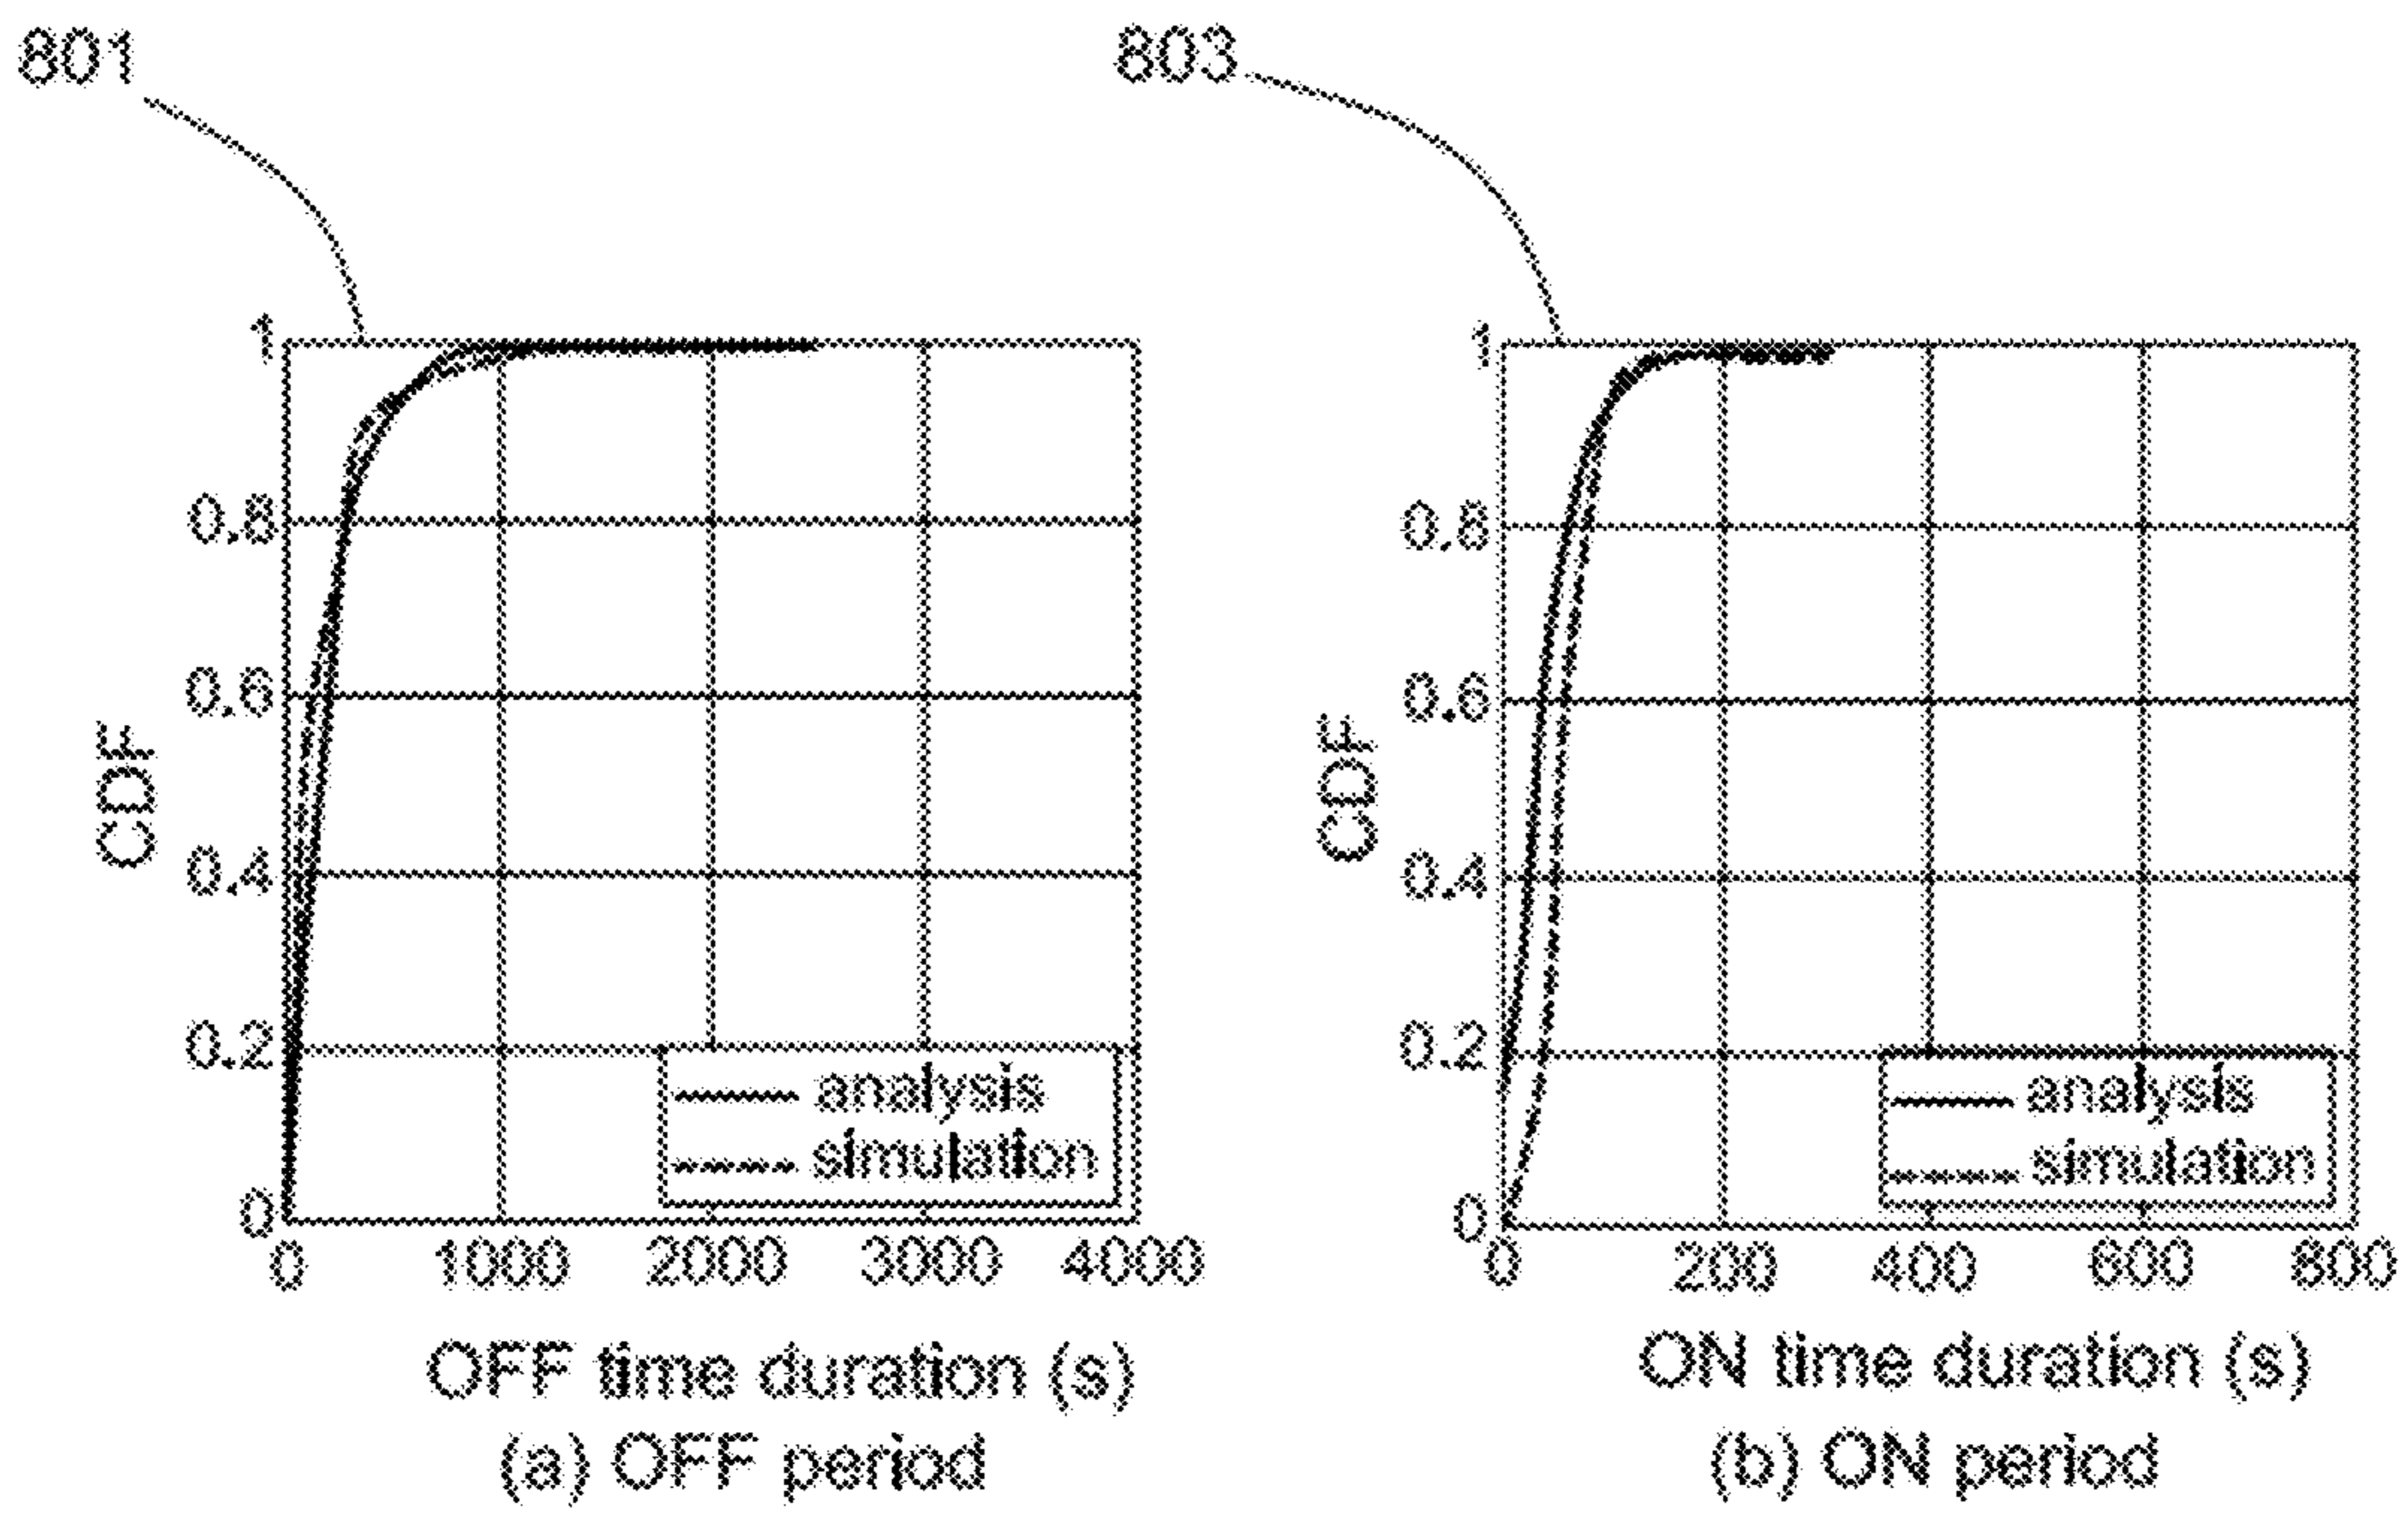 801
803
1
0.8
0.6
0.4
0.2
0
CDF
analysis
simulation
0 1000 2000 3000 4000
OFF time duration (s)
(a) OFF period
1
0.8
0.6
0.4
0.2
0
CDF
analysis
simulation
0 200 400 600 800
ON time duration (s)
(b) ON period